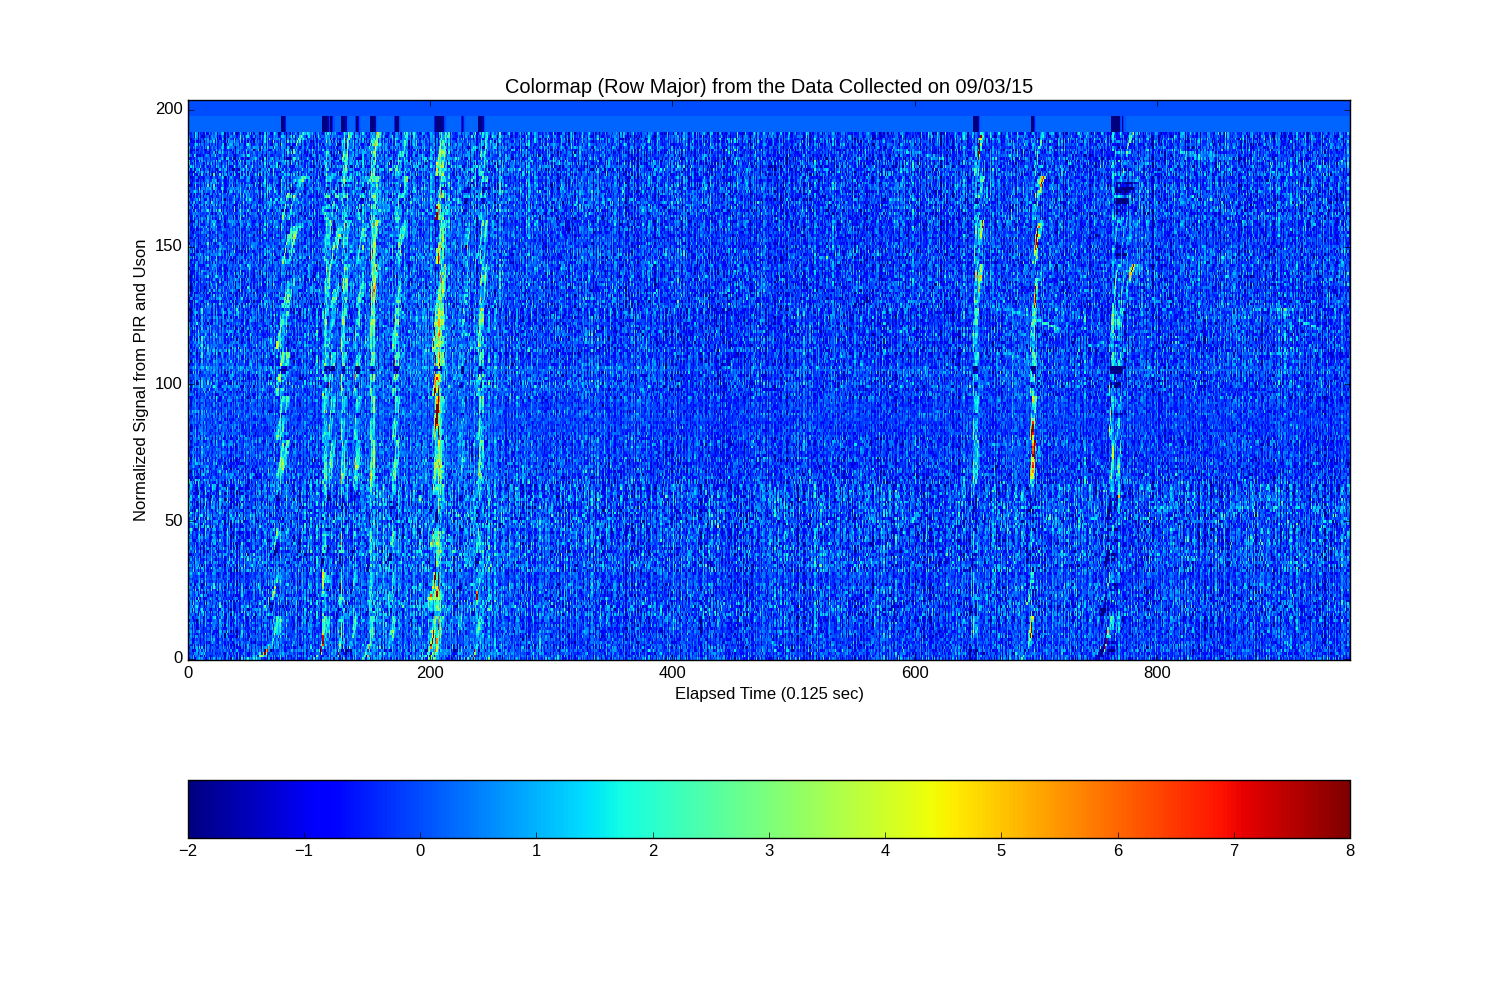 Colormap (Row Major) from the Data Collected on 09/03/15
200
150
100
50
0
Normalized Signal from PIR and Uson
0 200 400 600 800
Elapsed Time (0.125 sec)
−2 −1 0 1 2 3 4 5 6 7 8